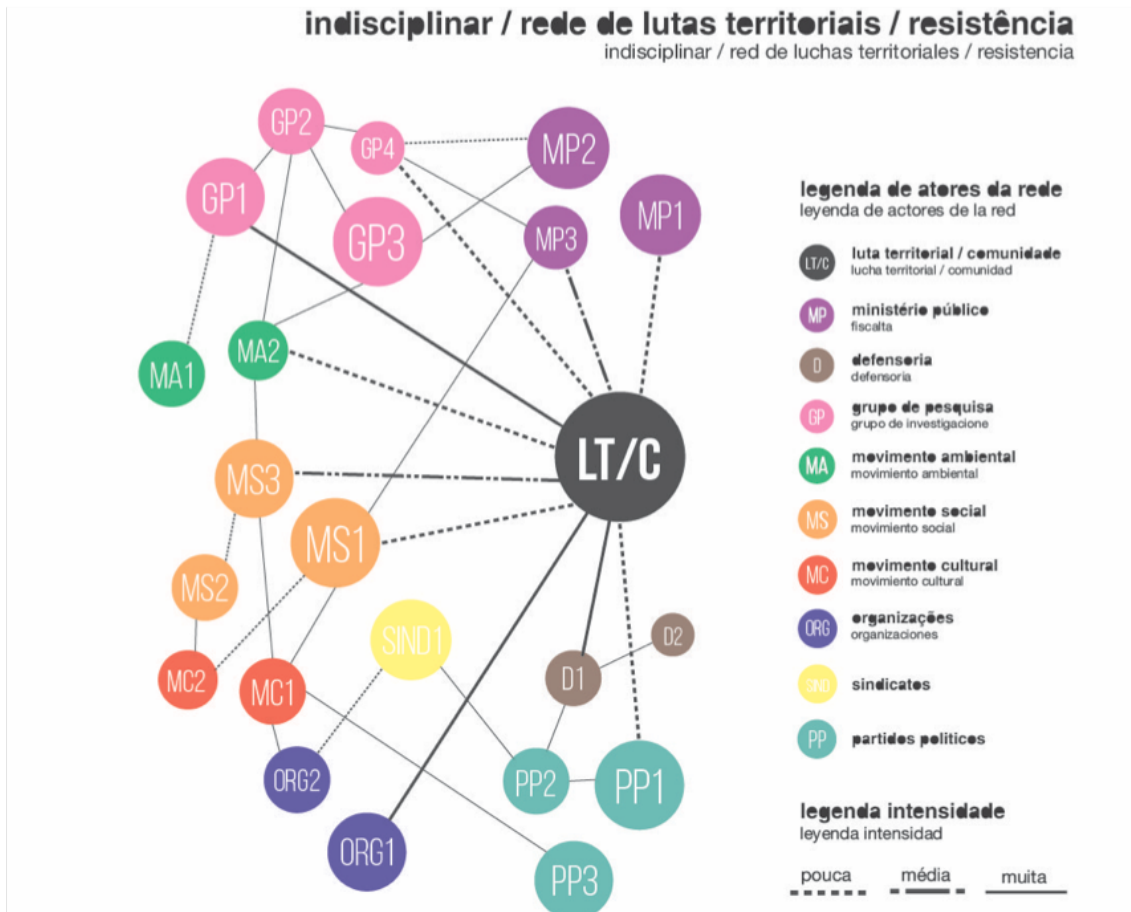 indisciplinar / rede de lutas territoriais / resistência
indisciplinar / red de luchas territoriales / resistencia
GP2
GP4
MP2
GP1
MP1
GP3
MP3
MA2
MA1
LT/C
MS3
MS1
MS2
SIND1
D2
MC2
MC1
D1
ORG2
PP2
PP1
ORG1
PP3
legenda de atores da rede
leyenda de actores de la red
LT/C
luta territorial / comunidade
lucha territorial / comunidad
MP
ministério público
fiscalta
D
defensoria
defensoria
GP
grupo de pesquisa
grupo de investigacione
MA
movimento ambiental
movimiento ambiental
MS
movimento social
movimiento social
MC
movimento cultural
movimiento cultural
ORG
organizações
organizaciones
SIND
sindicatos
PP
partidos politicos
legenda intensidade
leyenda intensidad
pouca média muita